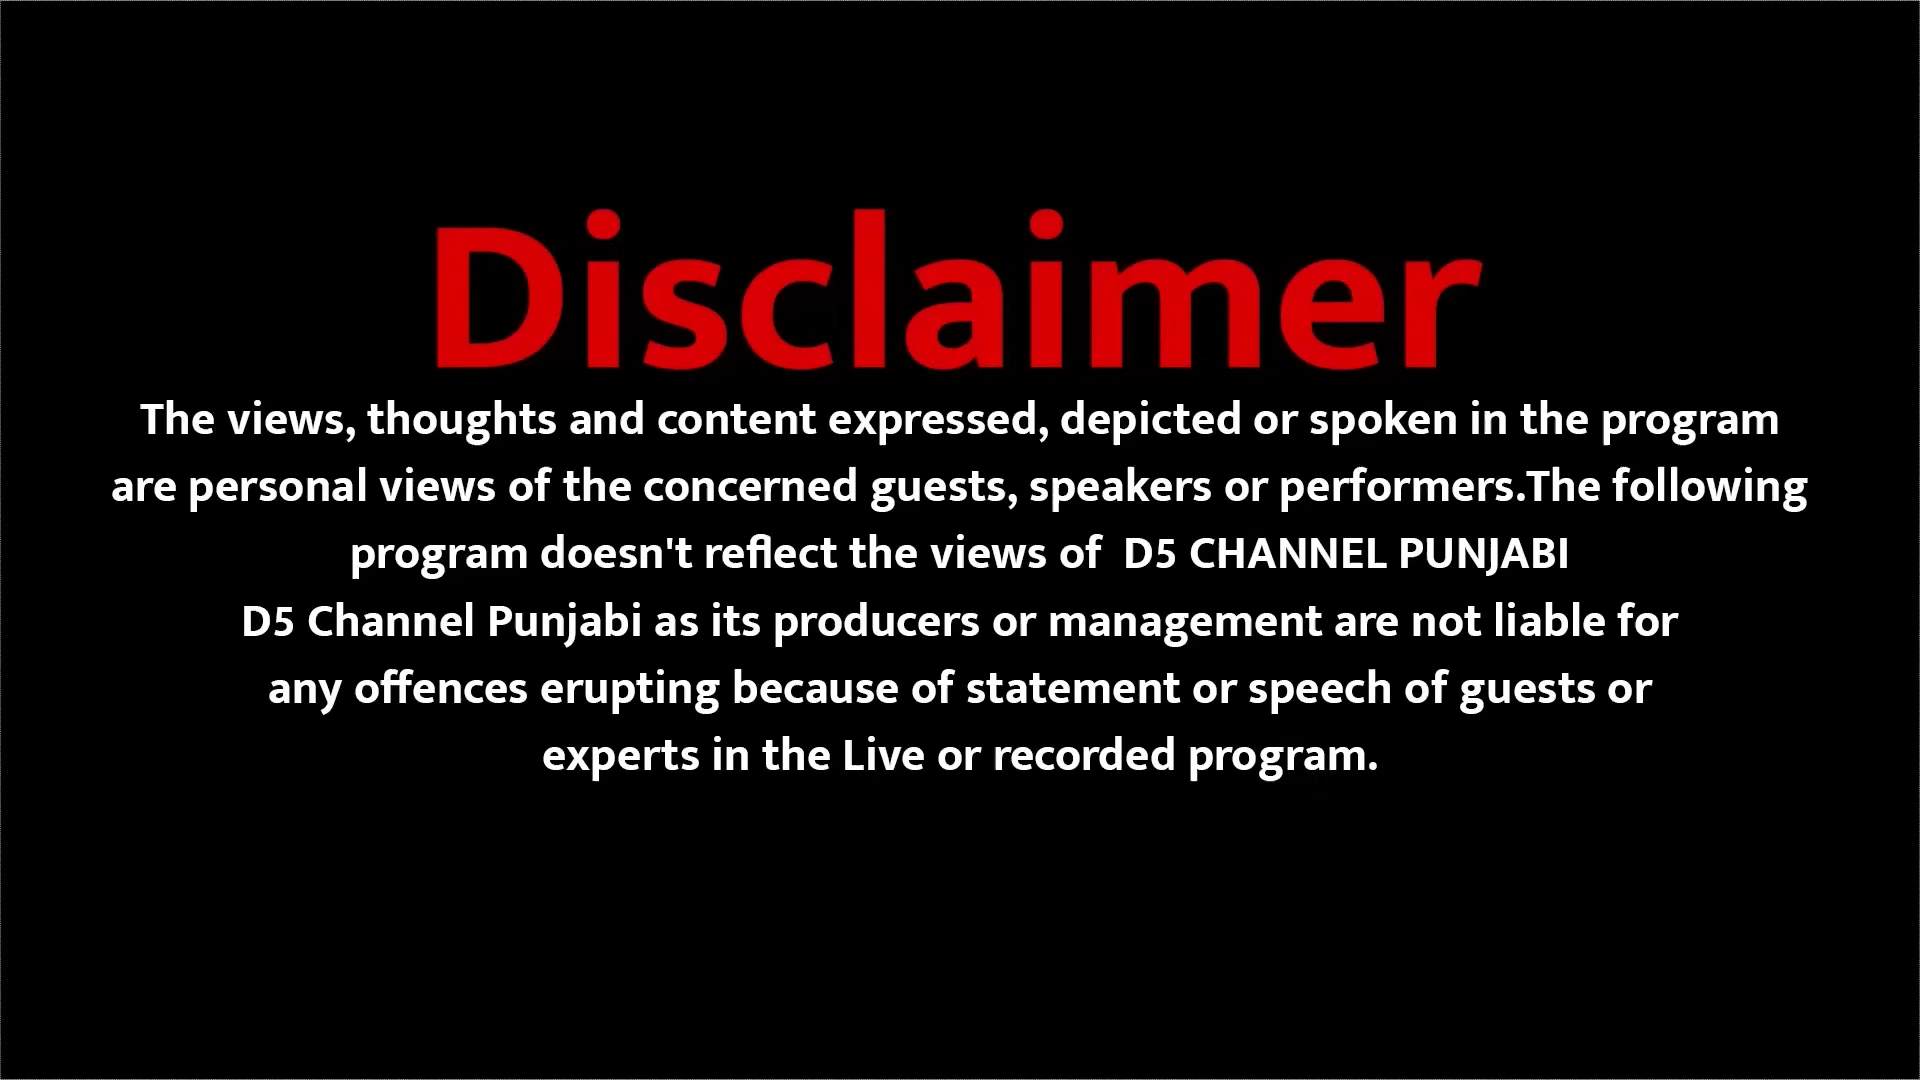 Disclaimer
The views, thoughts and content expressed, depicted or spoken in the program
are personal views of the concerned guests, speakers or performers.The following
program doesn't reflect the views of  D5 CHANNEL PUNJABI
D5 Channel Punjabi as its producers or management are not liable for
any offences erupting because of statement or speech of guests or
experts in the Live or recorded program.